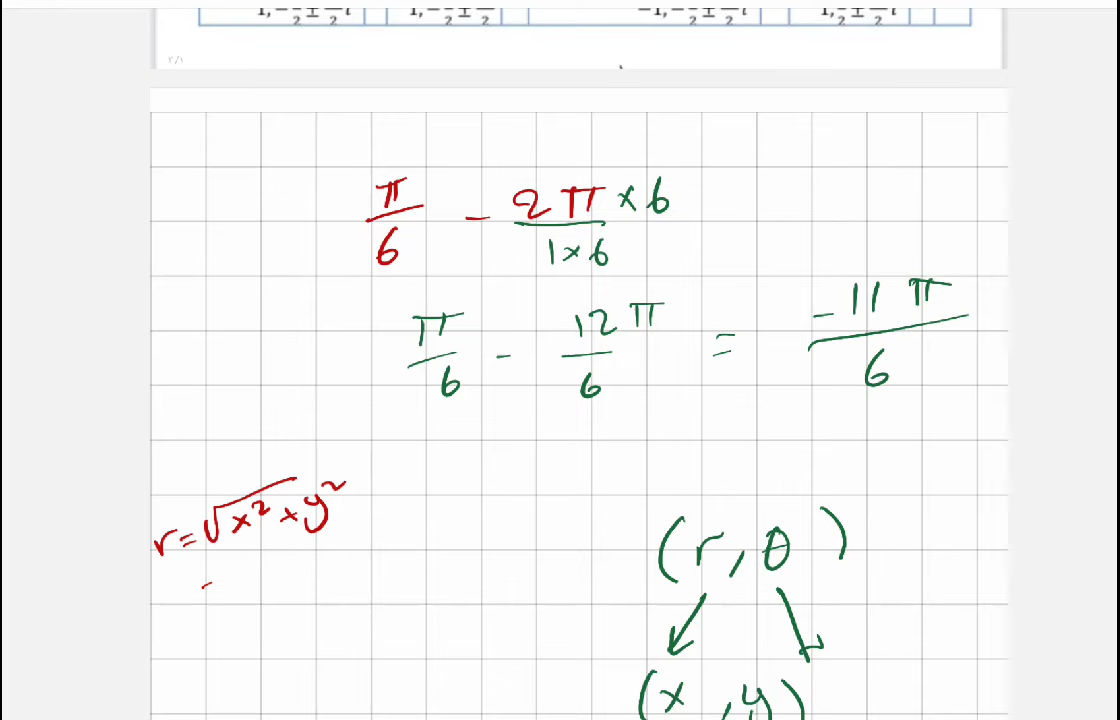 π/6 - 2π × 6 / 1 × 6
π/6 - 12π/6 = -11π/6
r = √x² × y²
=
(r, θ)
(x, y)